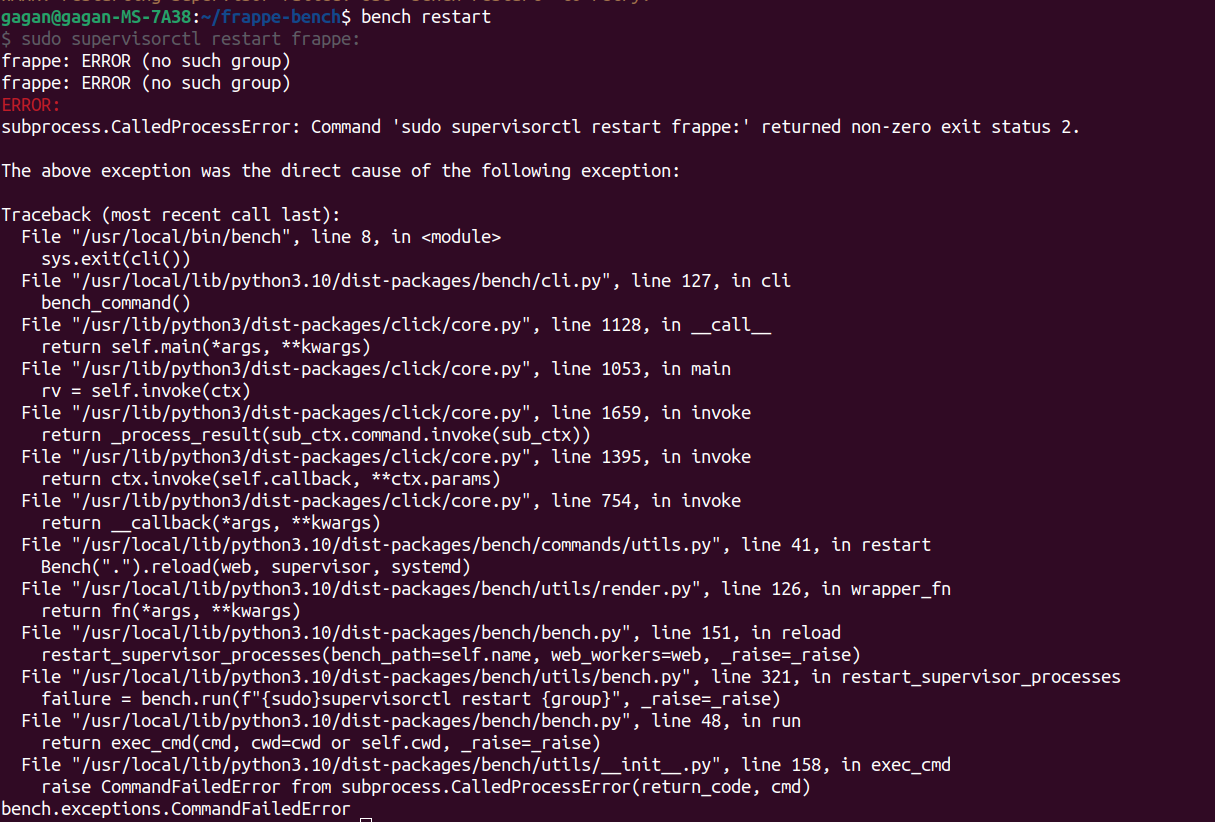 gagan@gagan-MS-7A38:~/frappe-bench$ bench restart
$ sudo supervisorctl restart frappe:
frappe: ERROR (no such group)
frappe: ERROR (no such group)
ERROR:
subprocess.CalledProcessError: Command 'sudo supervisorctl restart frappe:' returned non-zero exit status 2.
The above exception was the direct cause of the following exception:
Traceback (most recent call last):
  File "/usr/local/bin/bench", line 8, in <module>
    sys.exit(cli())
  File "/usr/local/lib/python3.10/dist-packages/bench/cli.py", line 127, in cli
    bench_command()
  File "/usr/lib/python3/dist-packages/click/core.py", line 1128, in __call__
    return self.main(*args, **kwargs)
  File "/usr/lib/python3/dist-packages/click/core.py", line 1053, in main
    rv = self.invoke(ctx)
  File "/usr/lib/python3/dist-packages/click/core.py", line 1659, in invoke
    return _process_result(sub_ctx.command.invoke(sub_ctx))
  File "/usr/lib/python3/dist-packages/click/core.py", line 1395, in invoke
    return ctx.invoke(self.callback, **ctx.params)
  File "/usr/lib/python3/dist-packages/click/core.py", line 754, in invoke
    return __callback(*args, **kwargs)
  File "/usr/local/lib/python3.10/dist-packages/bench/commands/utils.py", line 41, in restart
    Bench(".").reload(web, supervisor, systemd)
  File "/usr/local/lib/python3.10/dist-packages/bench/utils/render.py", line 126, in wrapper_fn
    return fn(*args, **kwargs)
  File "/usr/local/lib/python3.10/dist-packages/bench/bench.py", line 151, in reload
    restart_supervisor_processes(bench_path=self.name, web_workers=web, _raise=_raise)
  File "/usr/local/lib/python3.10/dist-packages/bench/utils/bench.py", line 321, in restart_supervisor_processes
    failure = bench.run(f"{sudo}supervisorctl restart {group}", _raise=_raise)
  File "/usr/local/lib/python3.10/dist-packages/bench/bench.py", line 48, in run
    return exec_cmd(cmd, cwd=cwd or self.cwd, _raise=_raise)
  File "/usr/local/lib/python3.10/dist-packages/bench/utils/__init__.py", line 158, in exec_cmd
    raise CommandFailedError from subprocess.CalledProcessError(return_code, cmd)
bench.exceptions.CommandFailedError